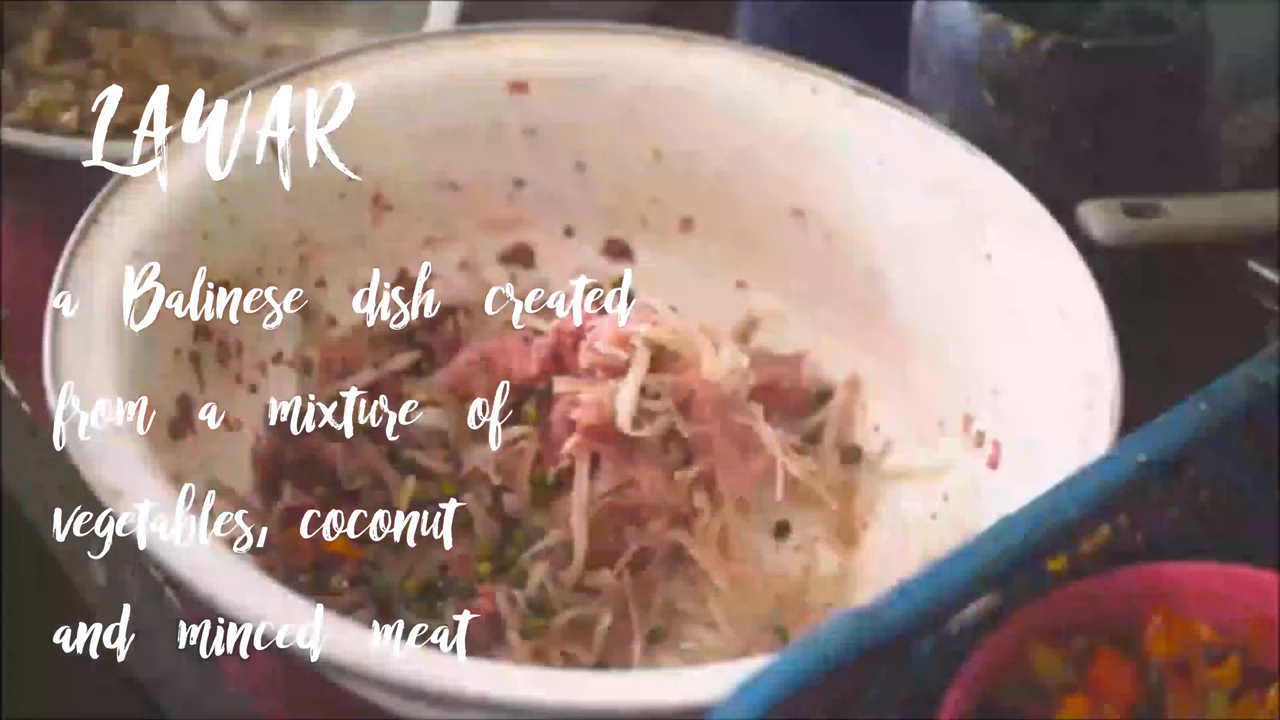 LAWAR
a Balinese dish created
from a mixture of
vegetables, coconut
and minced meat